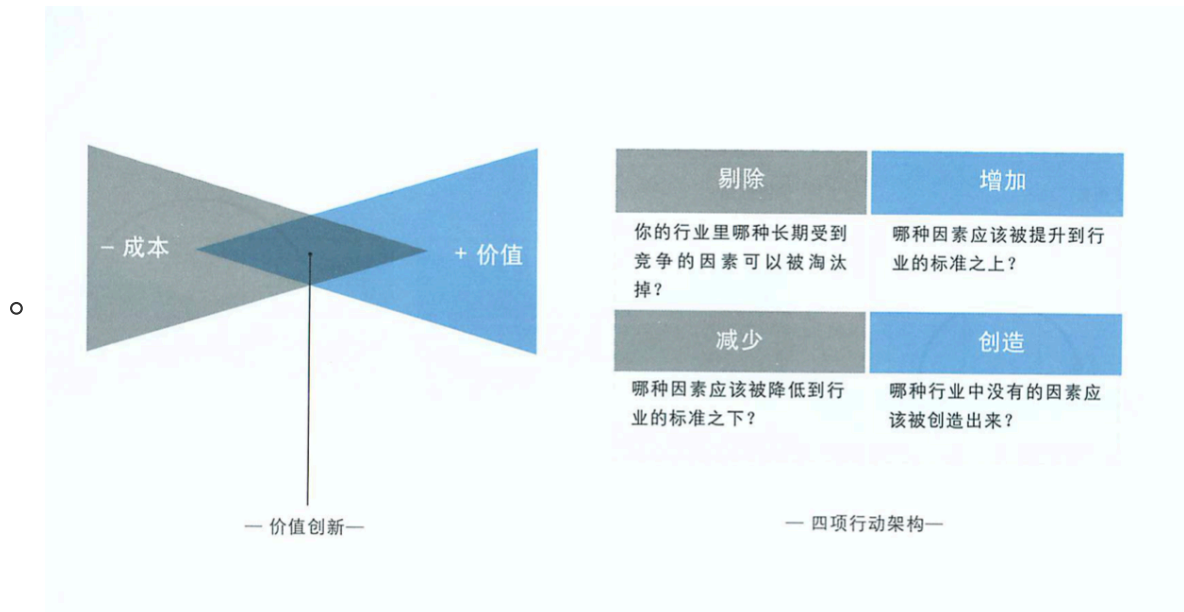 - 成本
+ 价值
— 价值创新—
剔除
你的行业里哪种长期受到
竞争的因素可以被淘汰
掉？
增加
哪种因素应该被提升到行
业的标准之上？
减少
哪种因素应该被降低到行
业的标准之下？
创造
哪种行业中没有的因素应
该被创造出来？
— 四项行动架构—